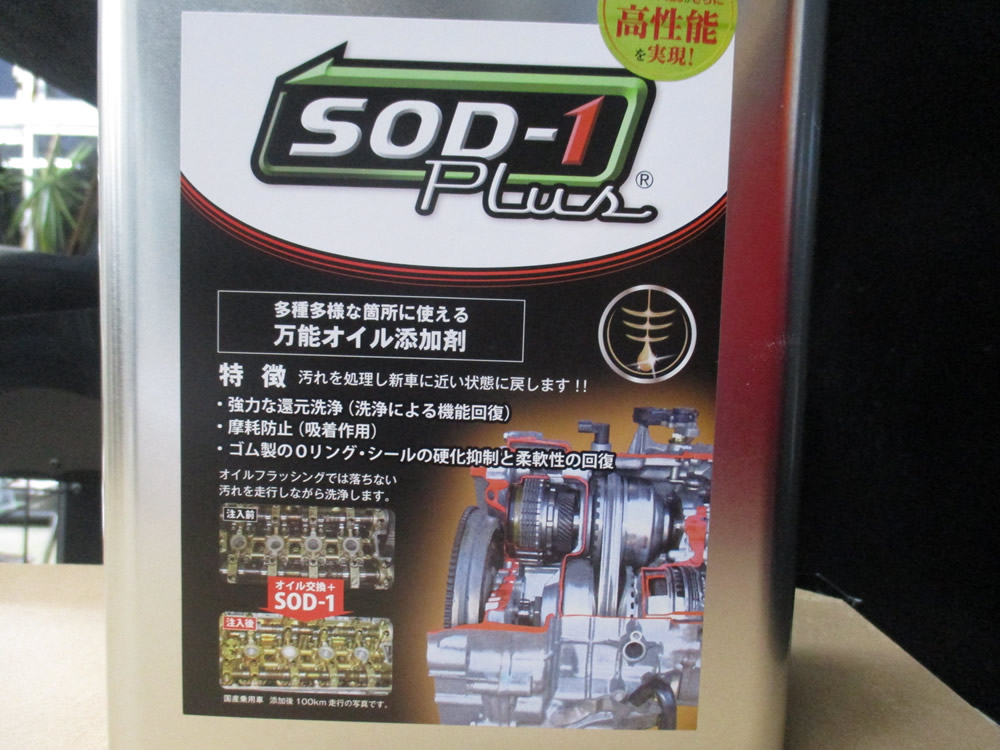 高性能
を実現!
SOD-1
Plus®
多種多様な箇所に使える
万能オイル添加剤
特徴 汚れを処理し新車に近い状態に戻します!!
・強力な還元洗浄(洗浄による機能回復)
・摩耗防止(吸着作用)
・ゴム製のOリング・シールの硬化抑制と柔軟性の回復
オイルフラッシングでは落ちない
汚れを走行しながら洗浄します。
注入前
オイル交換+
SOD-1
注入後
国産乗用車 添加後100km走行の写真です。